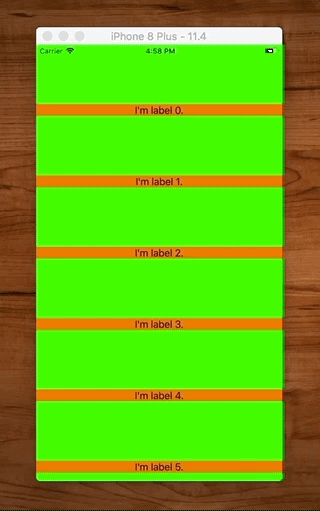 iPhone 8 Plus - 11.4
Carrier 4:58 PM
I'm label 0.
I'm label 1.
I'm label 2.
I'm label 3.
I'm label 4.
I'm label 5.